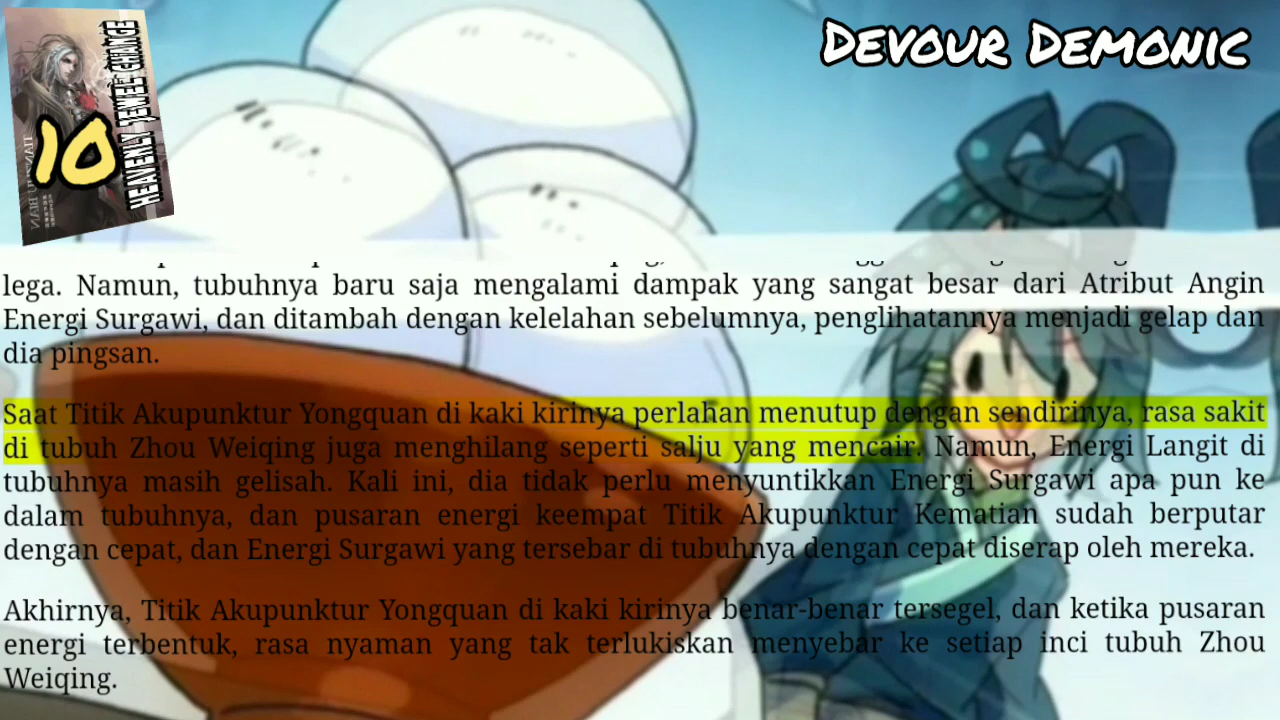 DEVOUR DEMONIC
HEAVENLY JEWEL CHANGE
10
lega. Namun, tubuhnya baru saja mengalami dampak yang sangat besar dari Atribut Angin
Energi Surgawi, dan ditambah dengan kelelahan sebelumnya, penglihatannya menjadi gelap dan
dia pingsan.
Saat Titik Akupunktur Yongquan di kaki kirinya perlahan menutup dengan sendirinya, rasa sakit
di tubuh Zhou Weiqing juga menghilang seperti salju yang mencair. Namun, Energi Langit di
tubuhnya masih gelisah. Kali ini, dia tidak perlu menyuntikkan Energi Surgawi apa pun ke
dalam tubuhnya, dan pusaran energi keempat Titik Akupunktur Kematian sudah berputar
dengan cepat, dan Energi Surgawi yang tersebar di tubuhnya dengan cepat diserap oleh mereka.
Akhirnya, Titik Akupunktur Yongquan di kaki kirinya benar-benar tersegel, dan ketika pusaran
energi terbentuk, rasa nyaman yang tak terlukiskan menyebar ke setiap inci tubuh Zhou
Weiqing.